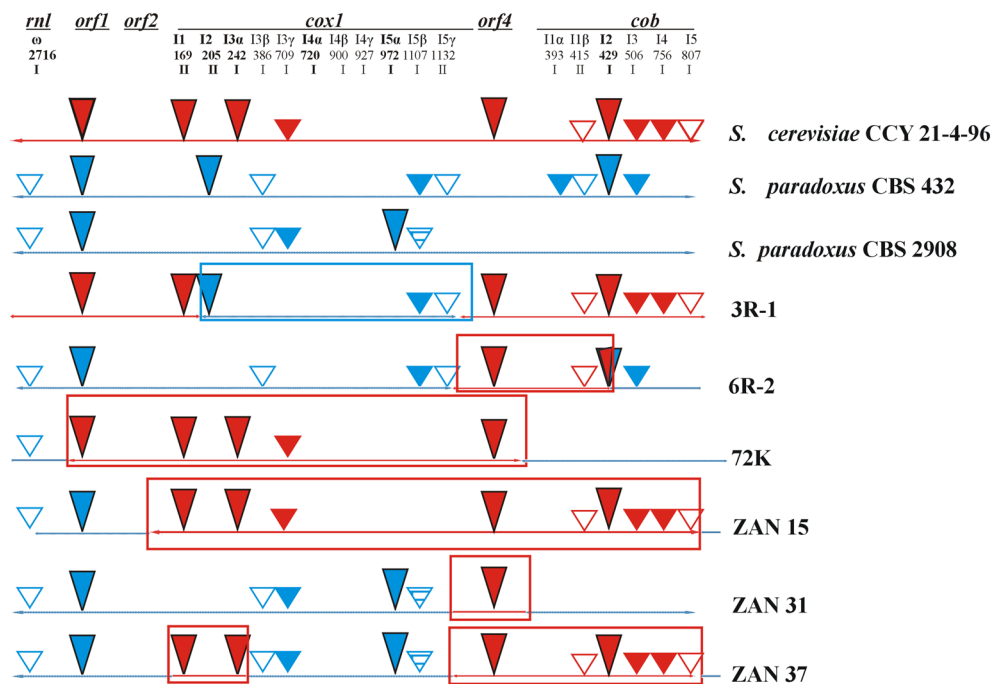 rnl orf1 orf2 cox1 orf4 cob
ω I1 I2 I3α I3β I3γ I4α I4β I4γ I5α I5β I5γ I1α I1β I2 I3 I4 I5
2716 169 205 242 386 709 720 900 927 972 1107 1132 393 415 429 506 756 807
I II II I I I I I I I I II I II I I I I
S. cerevisiae CCY 21-4-96
S. paradoxus CBS 432
S. paradoxus CBS 2908
3R-1
6R-2
72K
ZAN 15
ZAN 31
ZAN 37